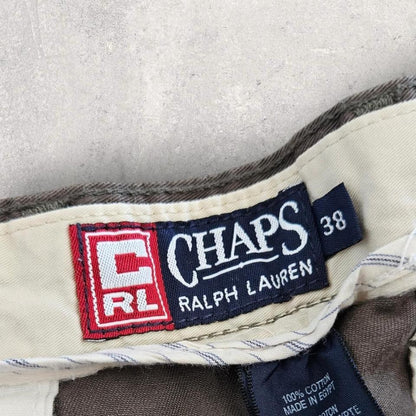 C
RL
CHAPS
RALPH LAUREN
38
100% COTTON
MADE IN EGYPT